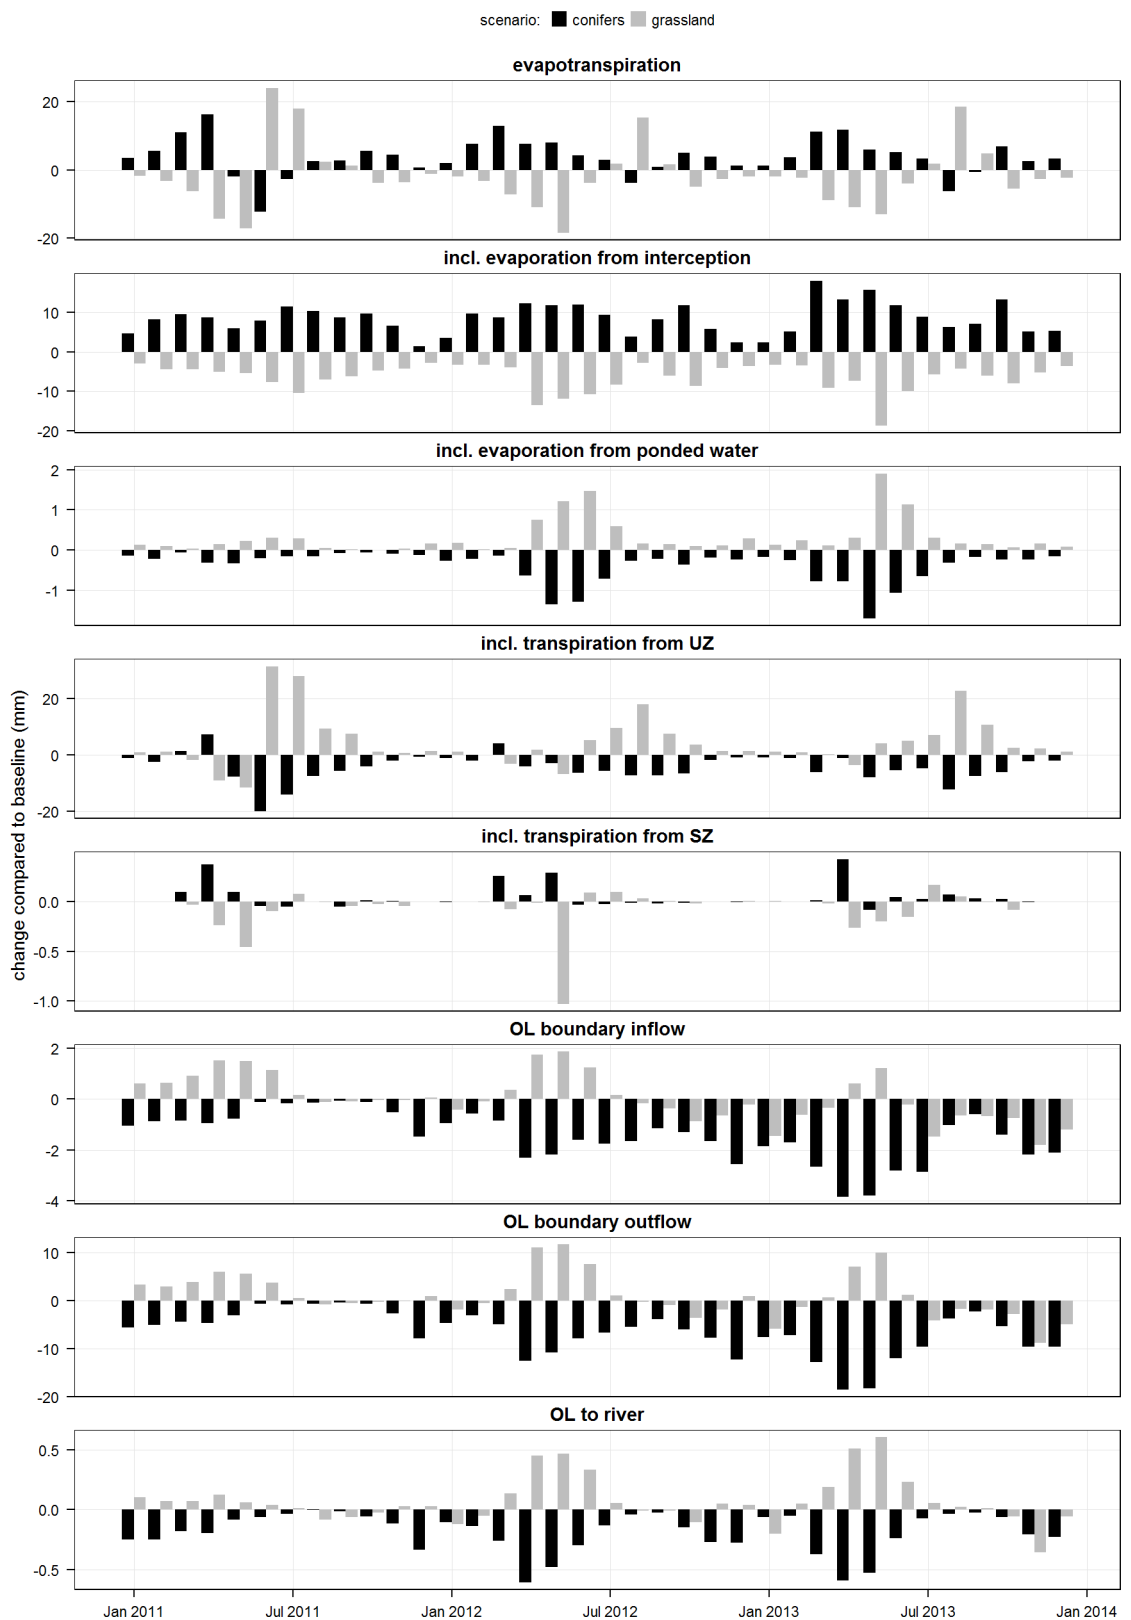 scenario: conifers grassland
evapotranspiration
20
0
-20
incl. evaporation from interception
10
0
-10
-20
incl. evaporation from ponded water
2
1
0
-1
incl. transpiration from UZ
20
0
-20
change compared to baseline (mm)
incl. transpiration from SZ
0.0
-0.5
-1.0
OL boundary inflow
2
0
-2
-4
OL boundary outflow
10
0
-10
-20
OL to river
0.5
0.0
-0.5
Jan 2011 Jul 2011 Jan 2012 Jul 2012 Jan 2013 Jul 2013 Jan 2014